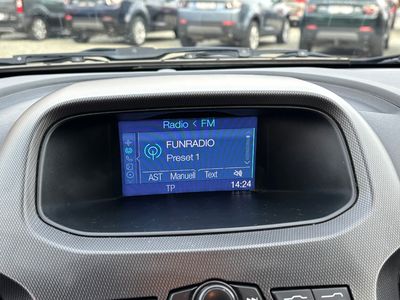 Radio < FM
FUNRADIO
Preset 1
AST Manuell Text
TP 14:24